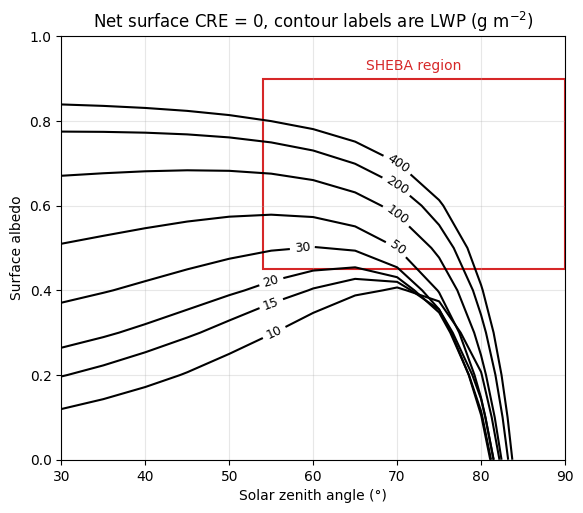 Net surface CRE = 0, contour labels are LWP (g m⁻²)
SHEBA region
1.0
0.8
0.6
0.4
0.2
0.0
Surface albedo
400
200
100
50
30
20
15
10
30 40 50 60 70 80 90
Solar zenith angle (°)